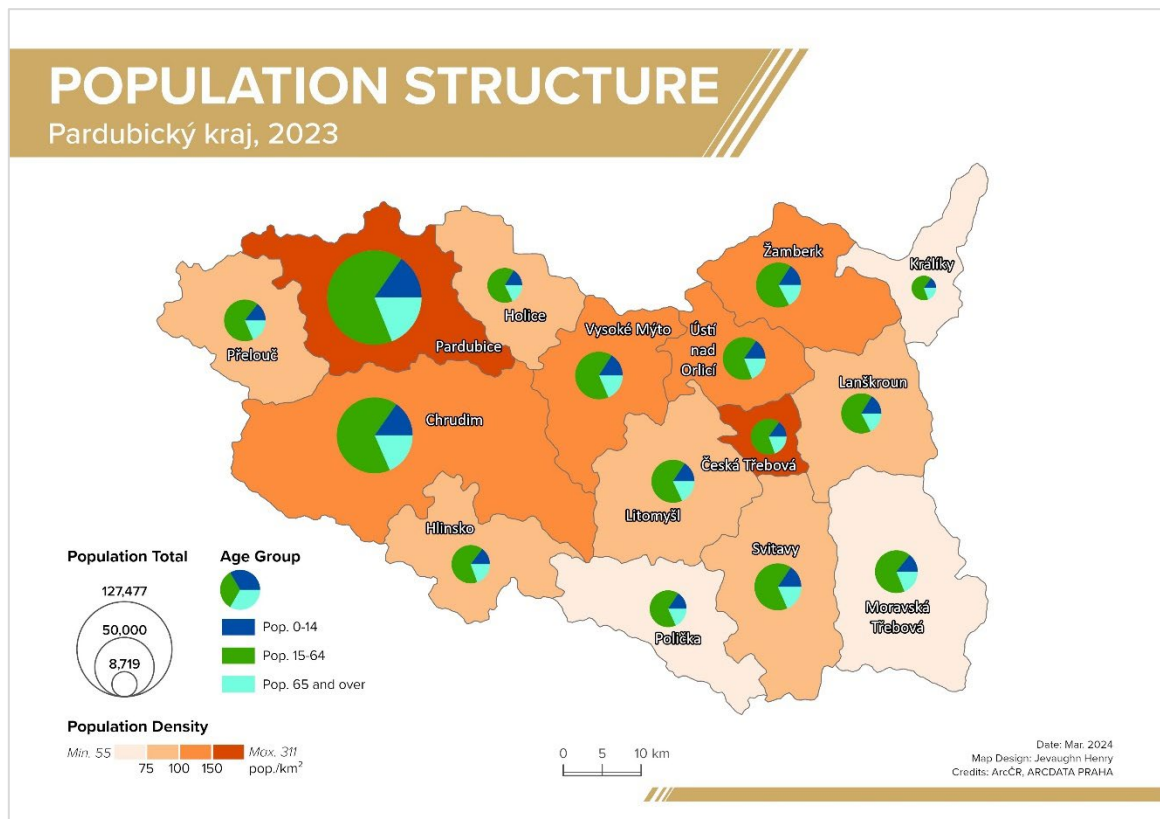 POPULATION STRUCTURE
Pardubický kraj, 2023
Žamberk
Králíky
Holice
Vysoké Mýto
Ústí
nad
Orlicí
Pardubice
Přelouč
Lanškroun
Chrudim
Česká Třebová
Litomyšl
Hlinsko
Svitavy
Moravská
Třebová
Polička
Population Total
127,477
50,000
8,719
Age Group
Pop. 0-14
Pop. 15-64
Pop. 65 and over
Population Density
Min. 55
Max. 311
75 100 150 pop./km²
0 5 10 km
Date: Mar. 2024
Map Design: Jevaughn Henry
Credits: ArcČR, ARCDATA PRAHA